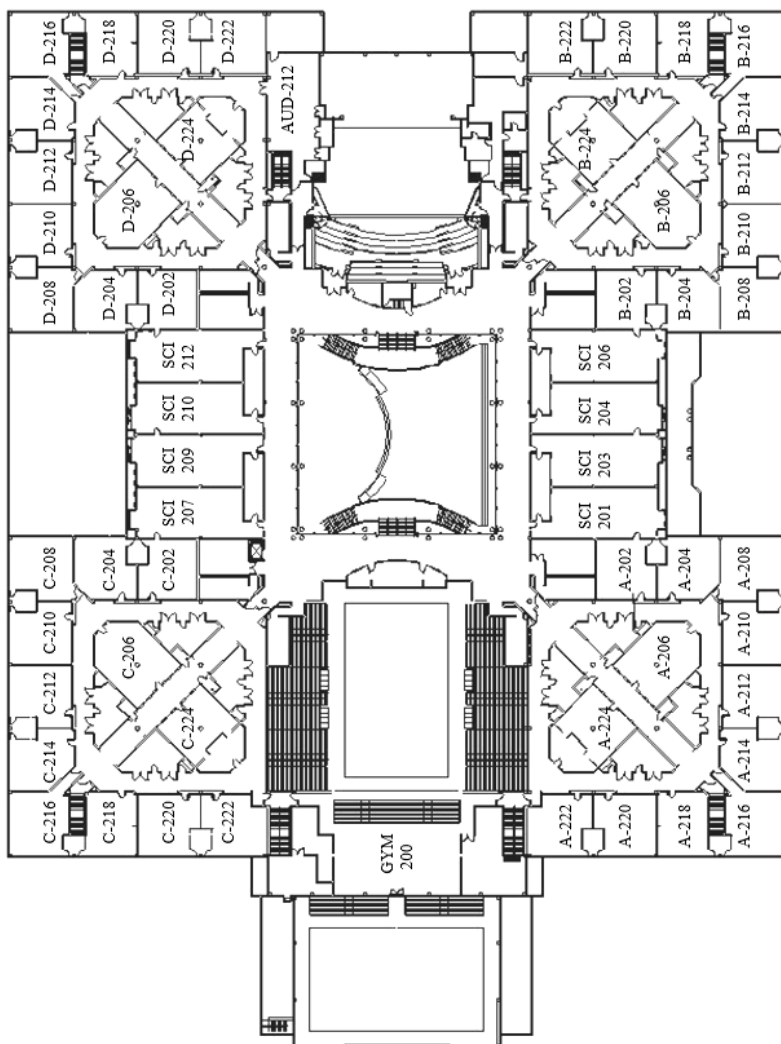 D-216
D-218
D-220
D-222
B-222
B-220
B-218
B-216
D-214
D-224
AUD-212
B-224
B-214
D-212
D-206
B-206
B-212
D-210
B-210
D-208
D-204
D-202
B-202
B-204
B-208
SCI
212
SCI
206
SCI
210
SCI
204
SCI
209
SCI
203
SCI
207
SCI
201
C-208
C-204
C-202
A-202
A-204
A-208
C-210
C-206
A-206
A-210
C-212
C-224
A-224
A-212
C-214
A-214
C-216
C-218
C-220
C-222
GYM
200
A-222
A-220
A-218
A-216